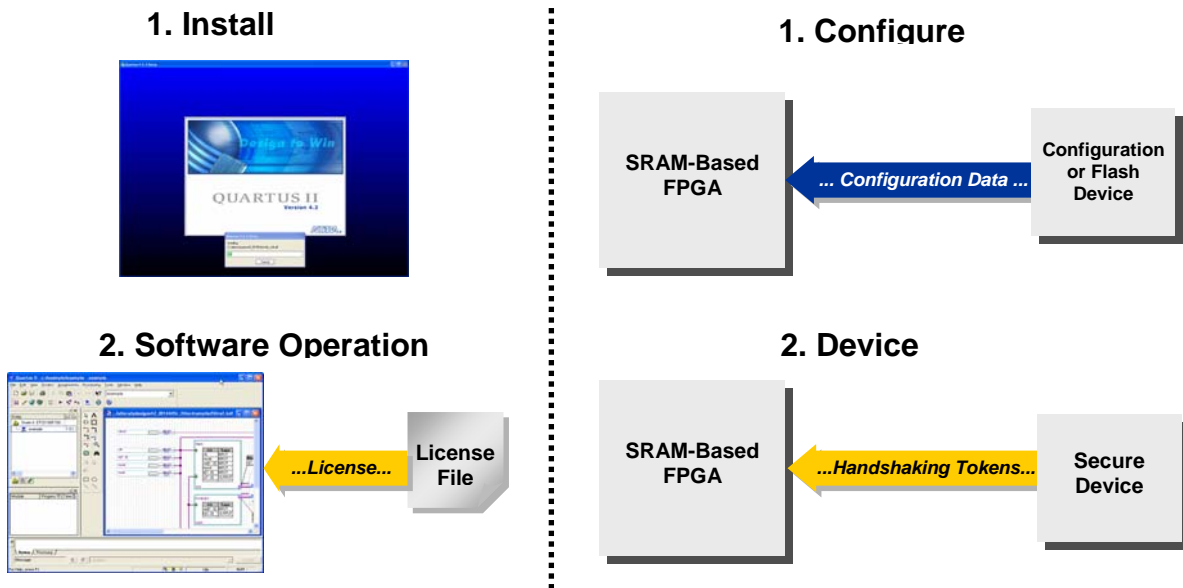 1. Install
Design to Win
QUARTUS II
Version 4.2
2. Software Operation
...License...
License
File
1. Configure
SRAM-Based
FPGA
... Configuration Data ...
Configuration
or Flash
Device
2. Device
SRAM-Based
FPGA
...Handshaking Tokens...
Secure
Device